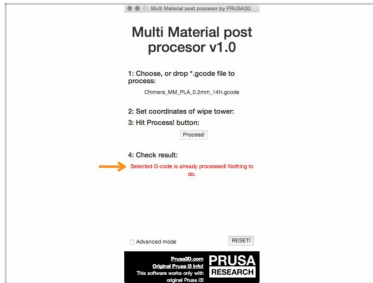 Multi Material post procesor by PRUSA3D
Multi Material post
procesor v1.0
1: Choose, or drop *.gcode file to
process:
Chimera_MM_PLA_0.2mm_14H.gcode
2: Set coordinates of wipe tower:
3: Hit Process! button:
Process!
4: Check result:
Selected G-code is already processed! Nothing to
do.
Advanced mode
RESET!
Prusa3D.com
Original Prusa i3 Info!
This software works only with
original Prusa i3!
PRUSA
RESEARCH